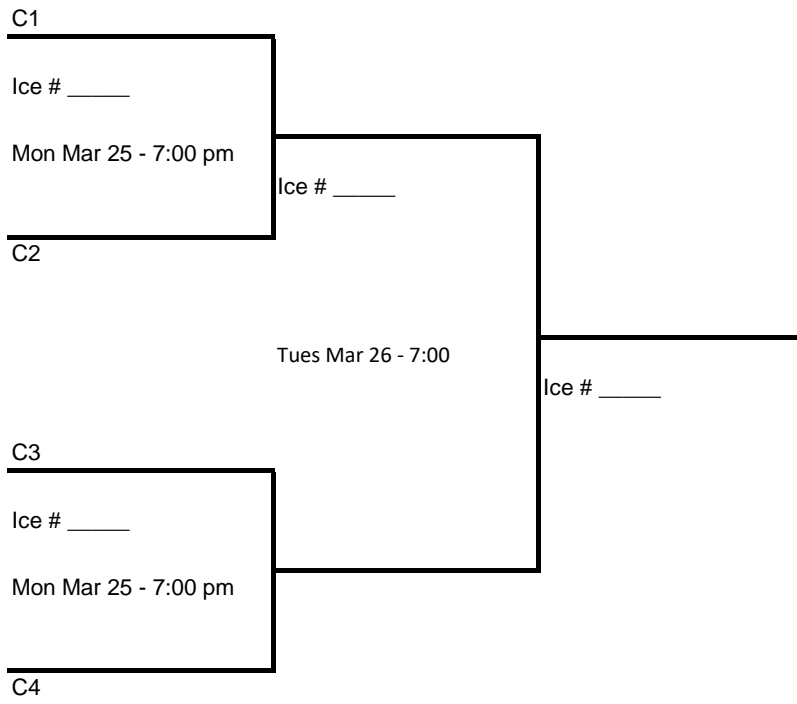 C1
Ice # _____
Mon Mar 25 - 7:00 pm
Ice # _____
C2
Tues Mar 26 - 7:00
Ice # _____
C3
Ice # _____
Mon Mar 25 - 7:00 pm
C4